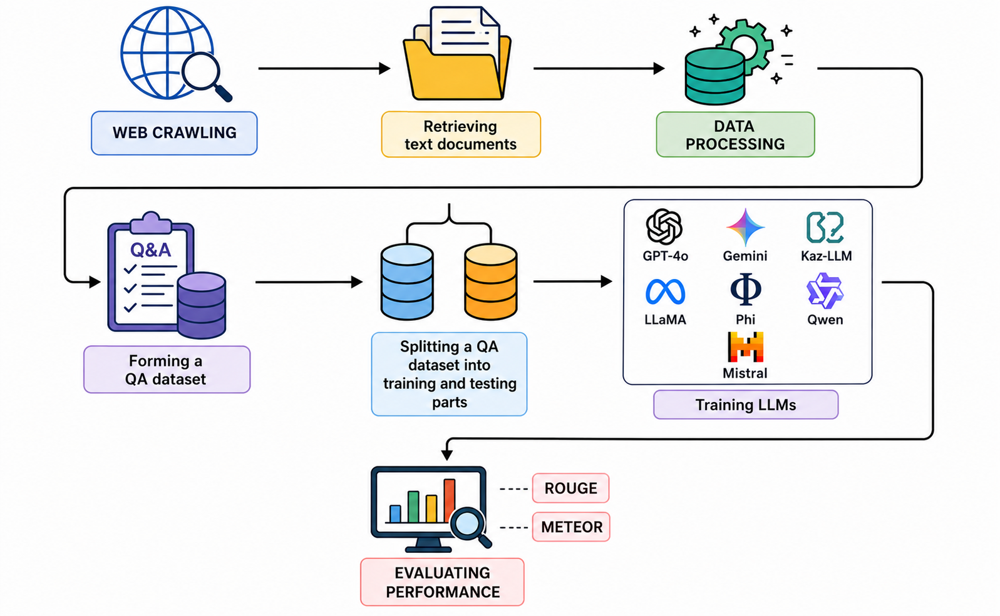 WEB CRAWLING
Retrieving
text documents
DATA
PROCESSING
Q&A
Forming a
QA dataset
Splitting a QA
dataset into
training and testing
parts
GPT-4o
Gemini
Kaz-LLM
LLaMA
Phi
Qwen
Mistral
Training LLMs
ROUGE
METEOR
EVALUATING
PERFORMANCE